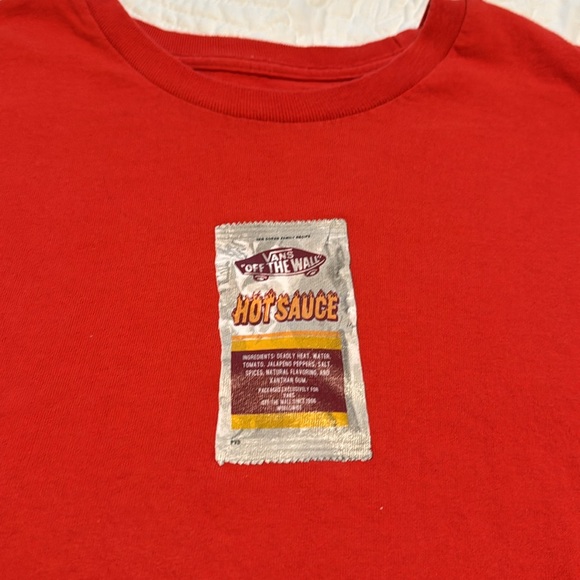 VANS
"OFF THE WALL"
HOT SAUCE
INGREDIENTS: DEADLY HEAT, WATER,
TOMATO, JALAPENO PEPPERS, SALT,
SPICES, NATURAL FLAVORING, AND
XANTHAN GUM.
PACKAGED EXCLUSIVELY FOR
VANS
OFF THE WALL SINCE 1966
WORLDWIDE